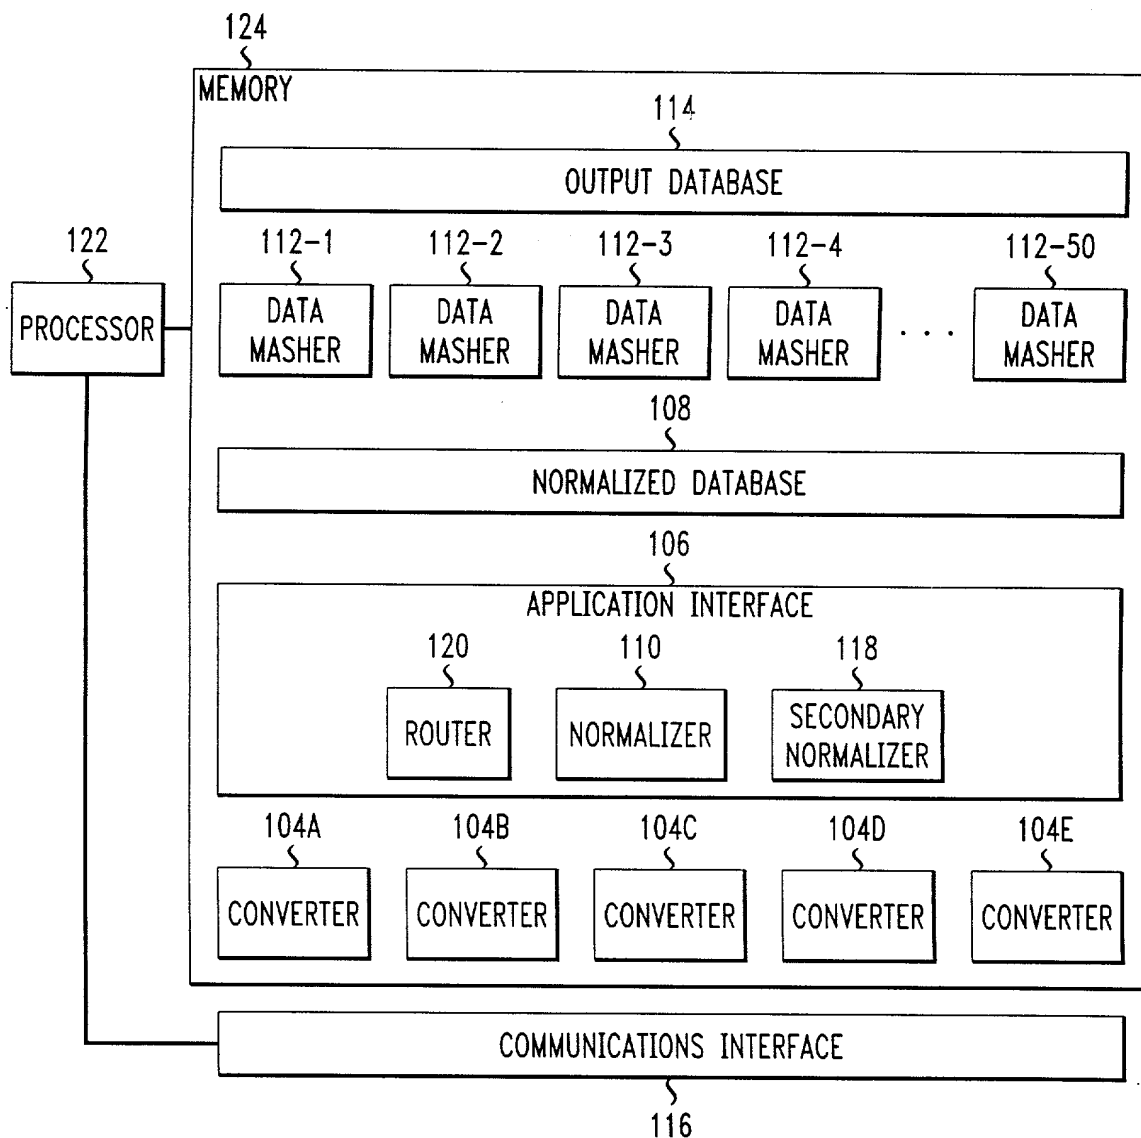 124
MEMORY
114
OUTPUT DATABASE
122
PROCESSOR
112-1
112-2
112-3
112-4
112-50
DATA
MASHER
DATA
MASHER
DATA
MASHER
DATA
MASHER
. . .
DATA
MASHER
108
NORMALIZED DATABASE
106
APPLICATION INTERFACE
120
110
118
ROUTER
NORMALIZER
SECONDARY
NORMALIZER
104A
104B
104C
104D
104E
CONVERTER
CONVERTER
CONVERTER
CONVERTER
CONVERTER
COMMUNICATIONS INTERFACE
116